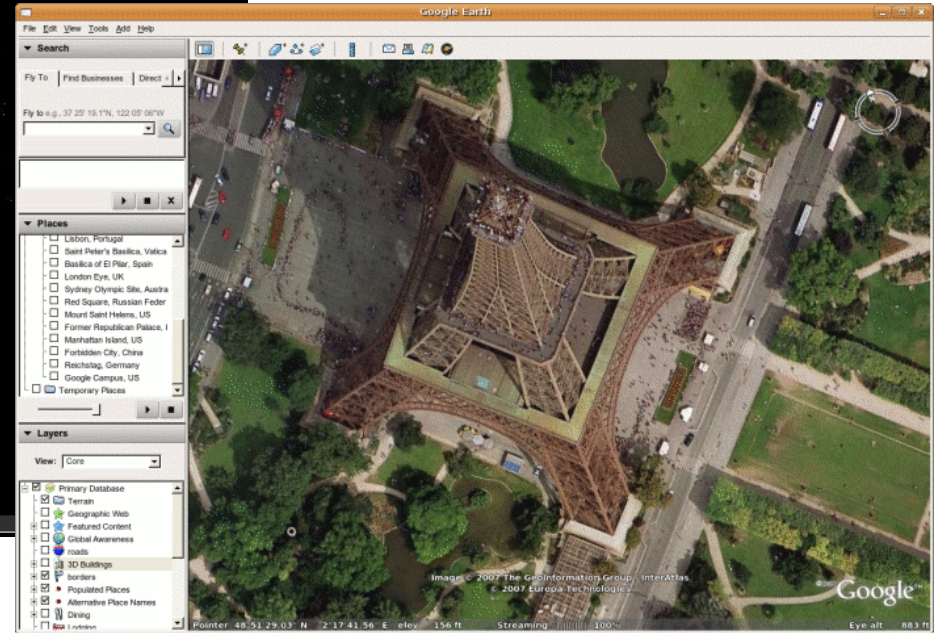 Google Earth
File Edit View Tools Add Help
Search
Fly To Find Businesses Direct
Fly to e.g., 37 25' 19.1"N, 122 05' 06"W
Places
Lisbon, Portugal
Saint Peter's Basilica, Vatica
Basilica of El Pilar, Spain
London Eye, UK
Sydney Olympic Site, Austra
Red Square, Russian Feder
Mount Saint Helens, US
Former Republican Palace, I
Manhattan Island, US
Forbidden City, China
Reichstag, Germany
Google Campus, US
Temporary Places
Layers
View: Core
Primary Database
Terrain
Geographic Web
Featured Content
Global Awareness
roads
3D Buildings
borders
Populated Places
Alternative Place Names
Dining
Lodging
Image © 2007 The GeoInformation Group, InterAtlas
© 2007 Europa Technologies
Google™
Pointer 48°51'29.03" N 2°17'41.56" E elev 156 ft Streaming |||||||||| 100% Eye alt 883 ft